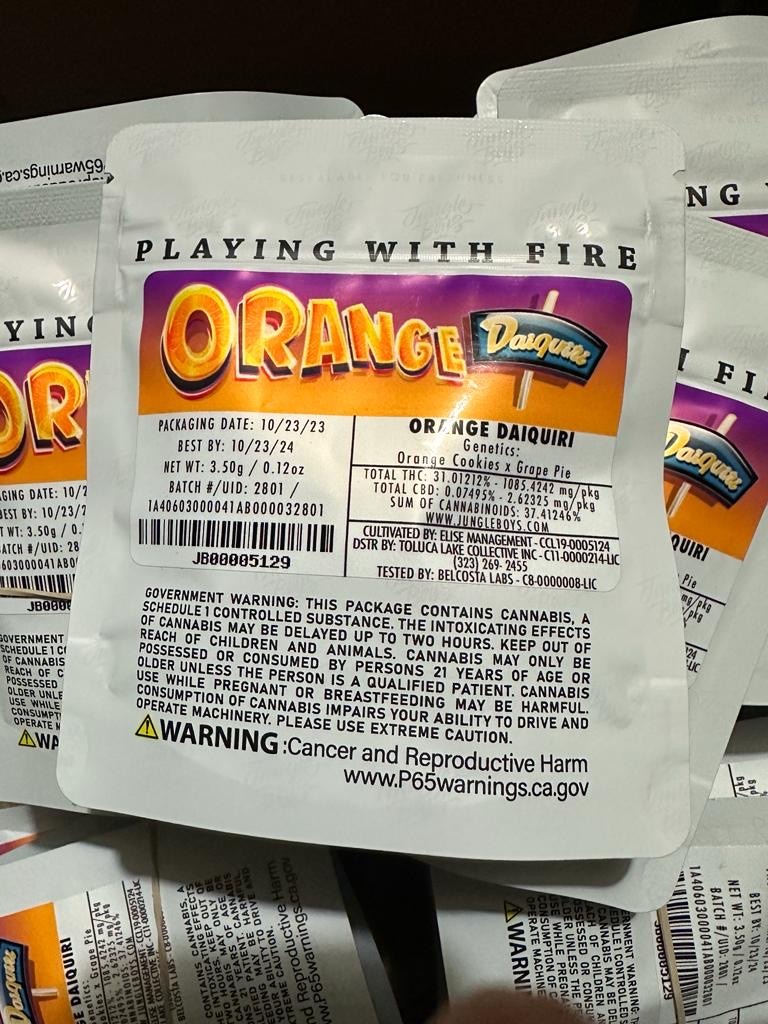 PLAYING WITH FIRE
ORANGE Daiquiri
PACKAGING DATE: 10/23/23
BEST BY: 10/23/24
NET WT: 3.50g / 0.12oz
BATCH #/UID: 2801 /
1A40603000041AB000032801
JB00005129
ORANGE DAIQUIRI
Genetics:
Orange Cookies x Grape Pie
TOTAL THC: 31.01212% - 1085.4242 mg/pkg
TOTAL CBD: 0.07495% - 2.62325 mg/pkg
SUM OF CANNABINOIDS: 37.41246%
WWW.JUNGLEBOYS.COM
CULTIVATED BY: ELISE MANAGEMENT - CCL19-0005124
DSTR BY: TOLUCA LAKE COLLECTIVE INC - C11-0000214-LIC
(323) 269- 2455
TESTED BY: BELCOSTA LABS - C8-0000008-LIC
GOVERNMENT WARNING: THIS PACKAGE CONTAINS CANNABIS, A
SCHEDULE 1 CONTROLLED SUBSTANCE. THE INTOXICATING EFFECTS
OF CANNABIS MAY BE DELAYED UP TO TWO HOURS. KEEP OUT OF
REACH OF CHILDREN AND ANIMALS. CANNABIS MAY ONLY BE
POSSESSED OR CONSUMED BY PERSONS 21 YEARS OF AGE OR
OLDER UNLESS THE PERSON IS A QUALIFIED PATIENT. CANNABIS
USE WHILE PREGNANT OR BREASTFEEDING MAY BE HARMFUL.
CONSUMPTION OF CANNABIS IMPAIRS YOUR ABILITY TO DRIVE AND
OPERATE MACHINERY. PLEASE USE EXTREME CAUTION.
WARNING:Cancer and Reproductive Harm
www.P65warnings.ca.gov